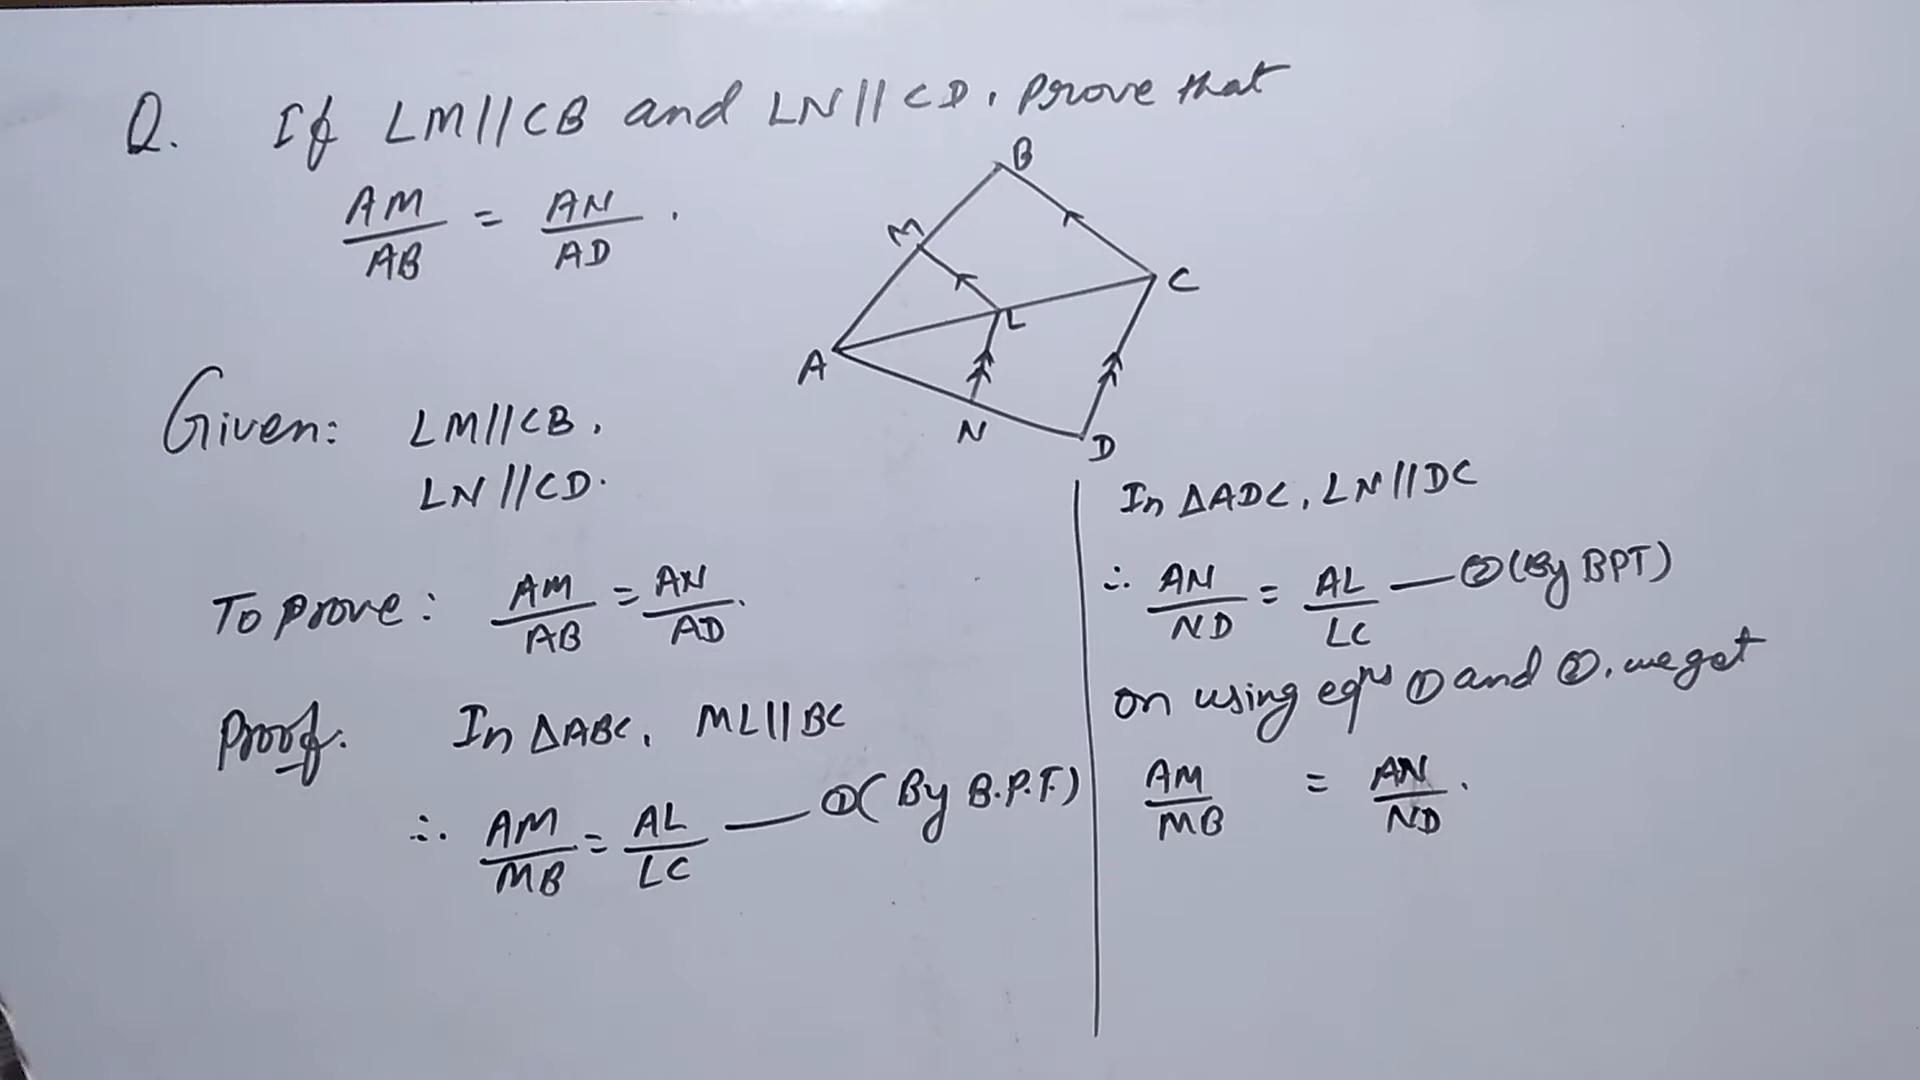 Q. If LM//CB and LN//CD, prove that
AM/AB = AN/AD.
B
M
C
L
A
N
D
Given: LM//CB,
LN//CD.
To prove: AM/AB = AN/AD.
Proof. In ΔABC, ML||BC
∴ AM/MB = AL/LC — ① (By B.P.T.)
In ΔADC, LN//DC
∴ AN/ND = AL/LC — ② (By BPT)
on using eqns ① and ②, we get
AM/MB = AN/ND.